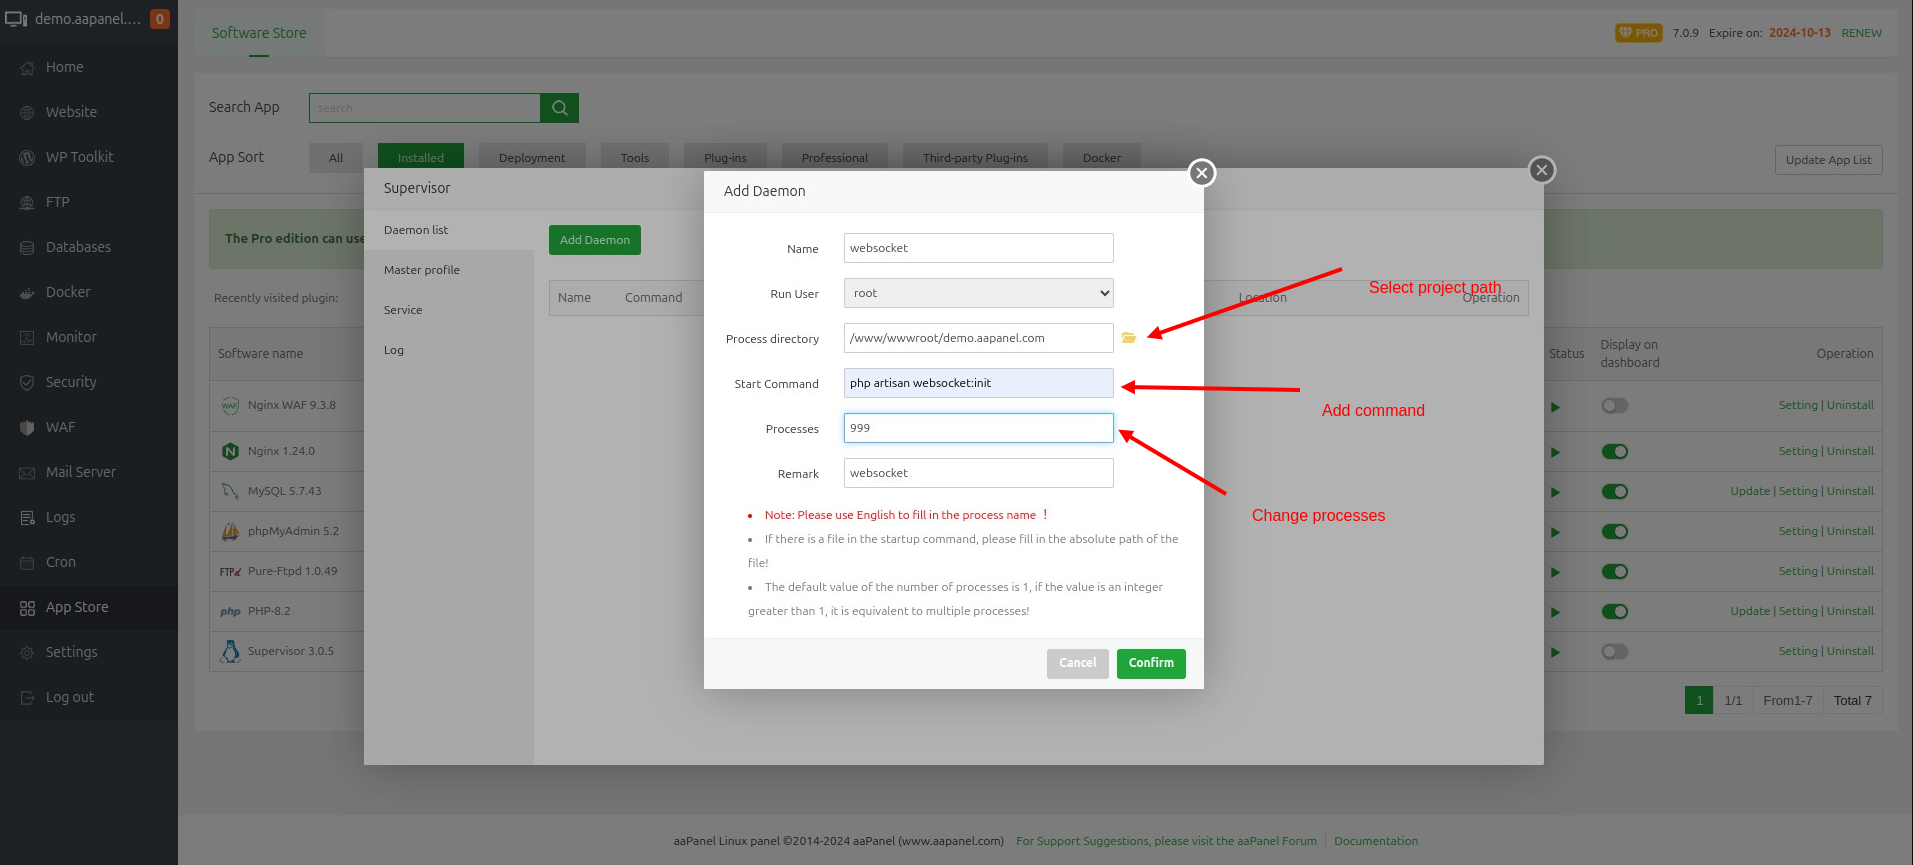 demo.aapanel.... 0
Home
Website
WP Toolkit
FTP
Databases
Docker
Monitor
Security
WAF
Mail Server
Logs
Cron
App Store
Settings
Log out
Software Store
PRO 7.0.9 Expire on: 2024-10-13 RENEW
Search App search
App Sort All Installed Deployment Tools Plug-ins Professional Third-party Plug-ins Docker Update App List
The Pro edition can use
Recently visited plugin:
Software name Status Display on dashboard Operation
WAF Nginx WAF 9.3.8 Setting | Uninstall
N Nginx 1.24.0 Setting | Uninstall
MySQL 5.7.43 Update | Setting | Uninstall
phpMyAdmin 5.2 Setting | Uninstall
FTPd Pure-Ftpd 1.0.49 Setting | Uninstall
php PHP-8.2 Update | Setting | Uninstall
Supervisor 3.0.5 Setting | Uninstall
1 1/1 From1-7 Total 7
Supervisor
Daemon list
Master profile
Service
Log
Add Daemon
Name Command Location Operation
Add Daemon
Name websocket
Run User root
Process directory /www/wwwroot/demo.aapanel.com
Start Command php artisan websocket:init
Processes 999
Remark websocket
Note: Please use English to fill in the process name ！
If there is a file in the startup command, please fill in the absolute path of the
file!
The default value of the number of processes is 1, if the value is an integer
greater than 1, it is equivalent to multiple processes!
Cancel Confirm
Select project path
Add command
Change processes
aaPanel Linux panel ©2014-2024 aaPanel (www.aapanel.com) For Support Suggestions, please visit the aaPanel Forum Documentation